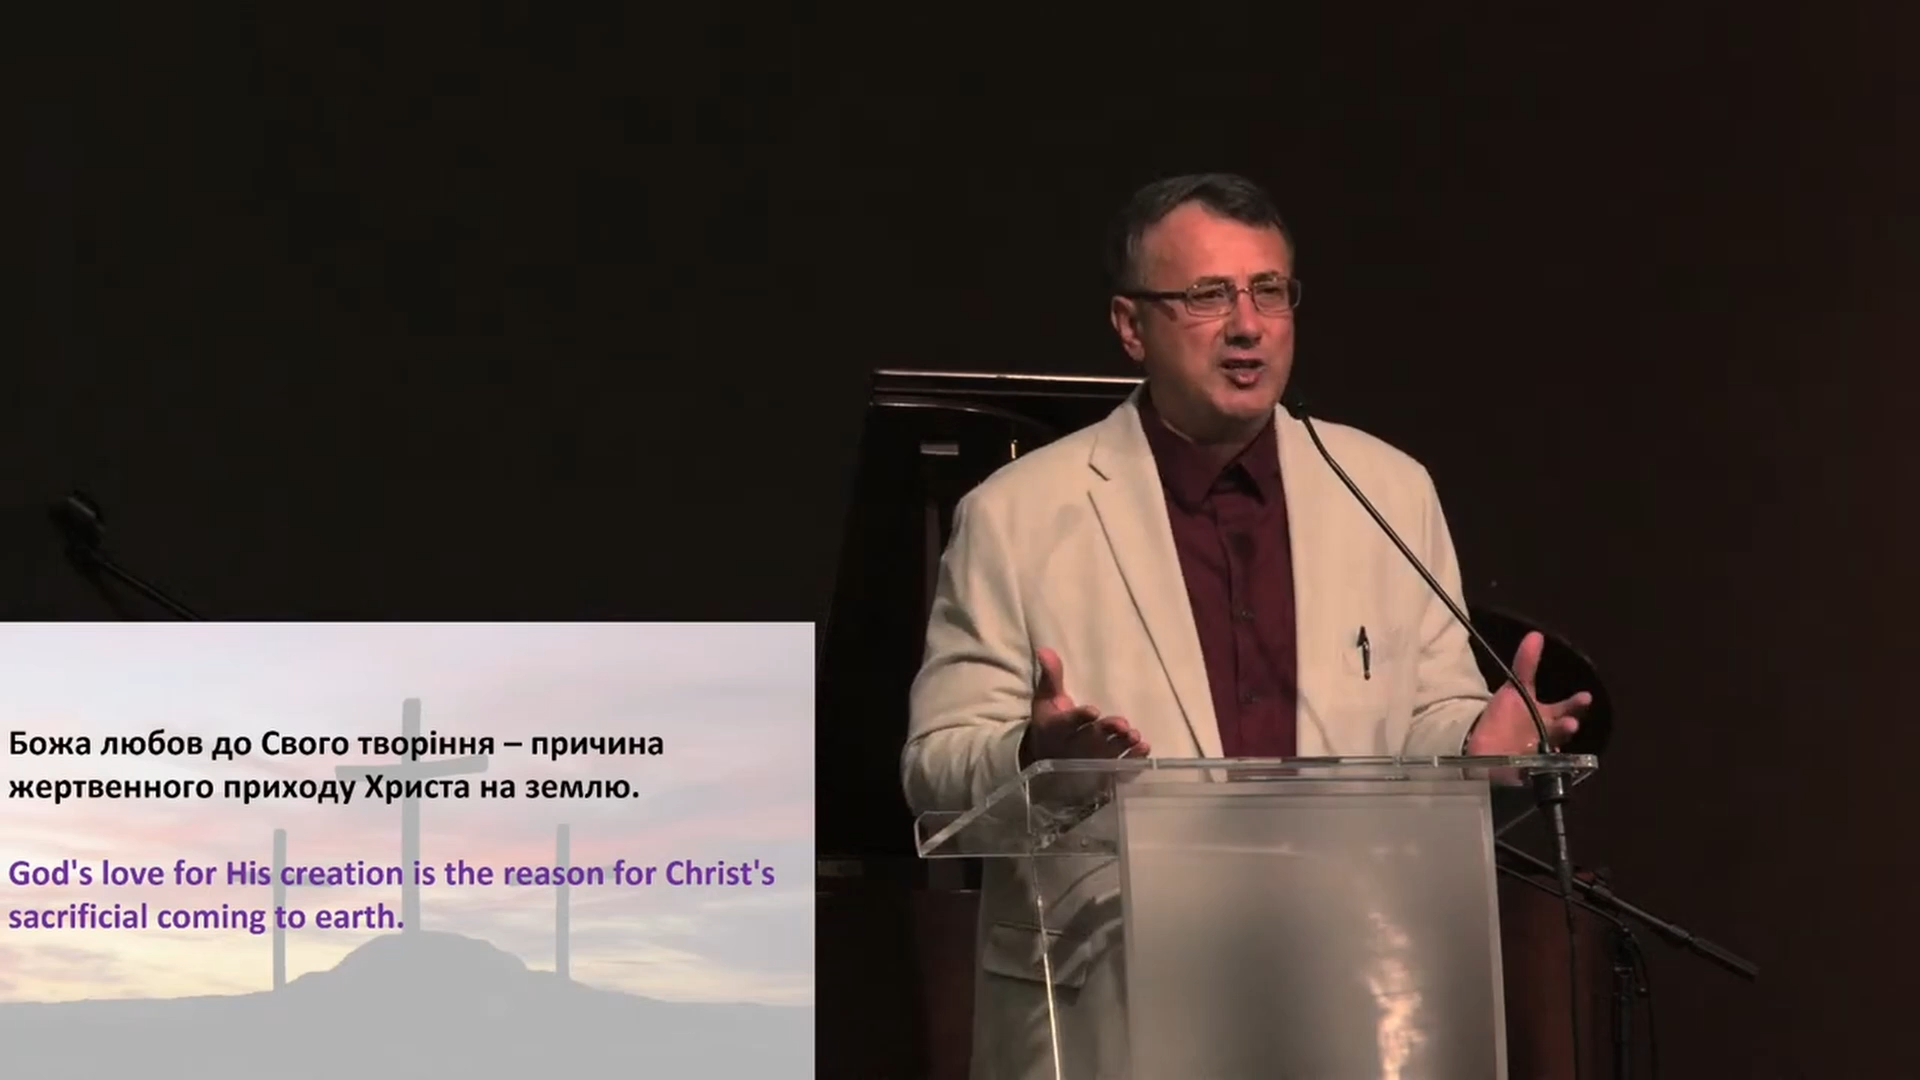 Божа любов до Свого творіння – причина
жертвенного приходу Христа на землю.
God's love for His creation is the reason for Christ's
sacrificial coming to earth.